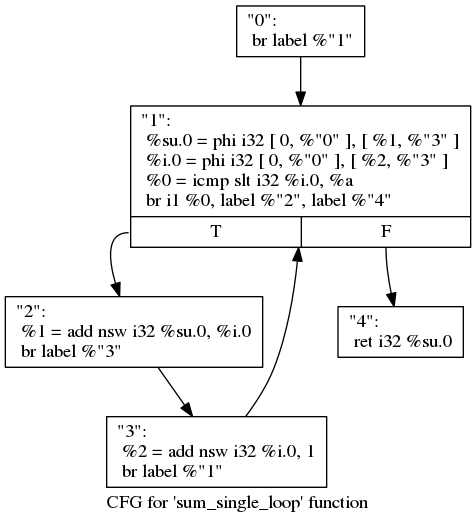 "0":
br label %"1"
"1":
%su.0 = phi i32 [ 0, %"0" ], [ %1, %"3" ]
%i.0 = phi i32 [ 0, %"0" ], [ %2, %"3" ]
%0 = icmp slt i32 %i.0, %a
br i1 %0, label %"2", label %"4"
T
F
"2":
%1 = add nsw i32 %su.0, %i.0
br label %"3"
"4":
ret i32 %su.0
"3":
%2 = add nsw i32 %i.0, 1
br label %"1"
CFG for 'sum_single_loop' function